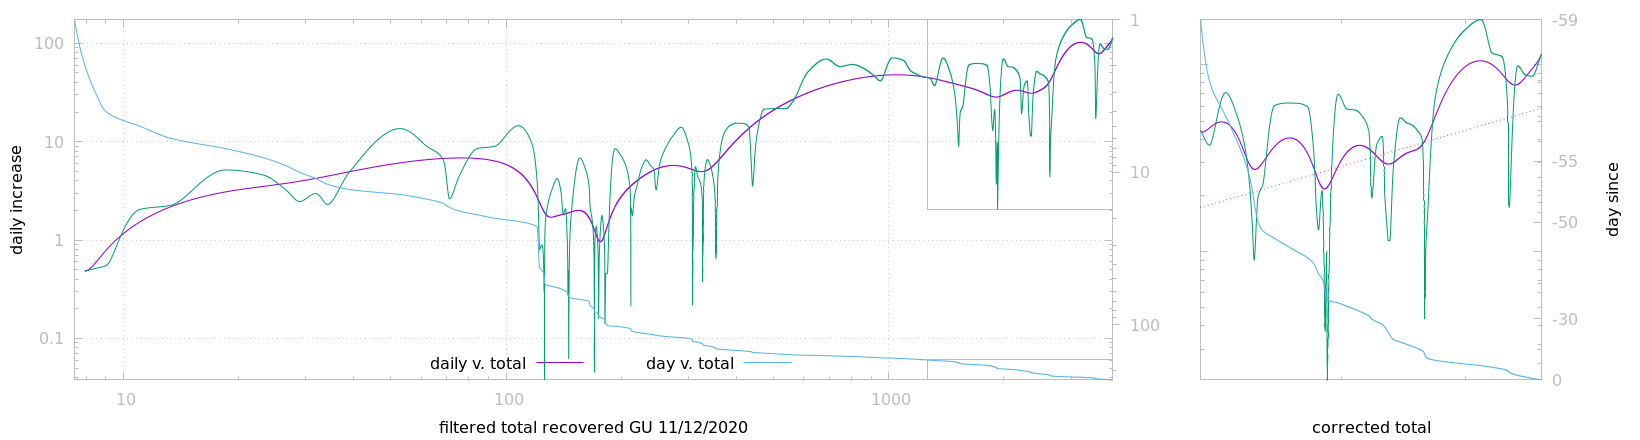 100
10
1
0.1
daily increase
10
100
1000
filtered total recovered GU 11/12/2020
daily v. total
day v. total
1
10
100
-59
-55
-50
-30
0
day since
corrected total